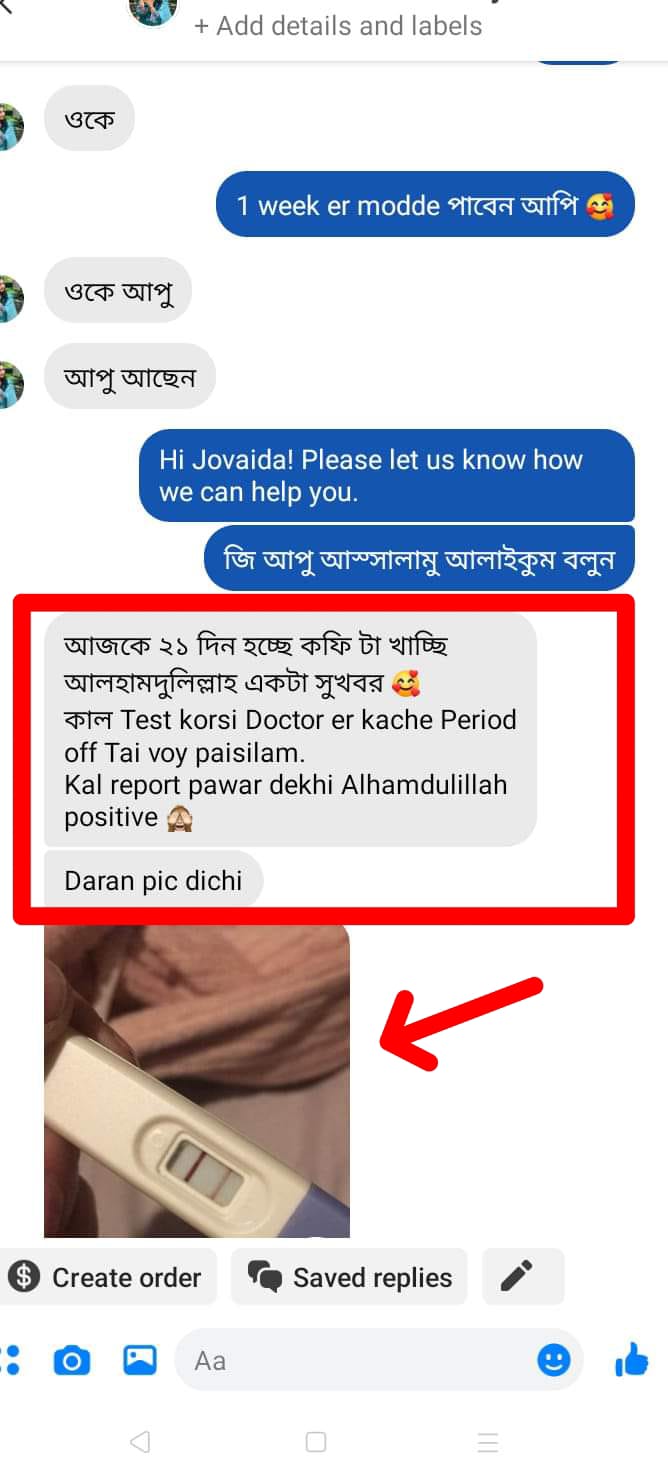 + Add details and labels
ওকে
1 week er modde পাবেন আপি 🥰
ওকে আপু
আপু আছেন
Hi Jovaida! Please let us know how
we can help you.
জি আপু আস্সালামু আলাইকুম বলুন
আজকে ২১ দিন হচ্ছে কফি টা খাচ্ছি
আলহামদুলিল্লাহ একটা সুখবর 🥰
কাল Test korsi Doctor er kache Period
off Tai voy paisilam.
Kal report pawar dekhi Alhamdulillah
positive 🙈
Daran pic dichi
Create order
Saved replies
Aa